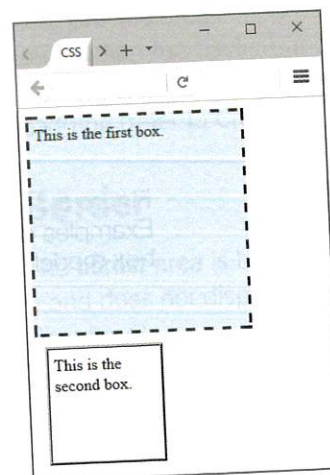 CSS
This is the first box.
This is the
second box.